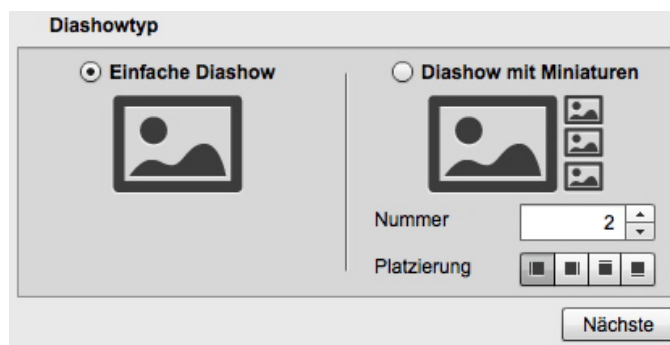 Diashowtyp
Einfache Diashow
Diashow mit Miniaturen
Nummer 2
Platzierung
Nächste